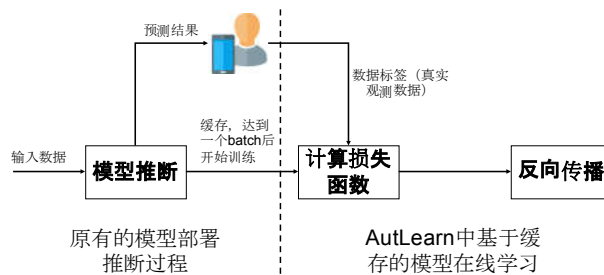 预测结果
数据标签（真实
观测数据）
缓存，达到
一个batch后
开始训练
输入数据
模型推断
计算损失
函数
反向传播
原有的模型部署
推断过程
AutLearn中基于缓
存的模型在线学习